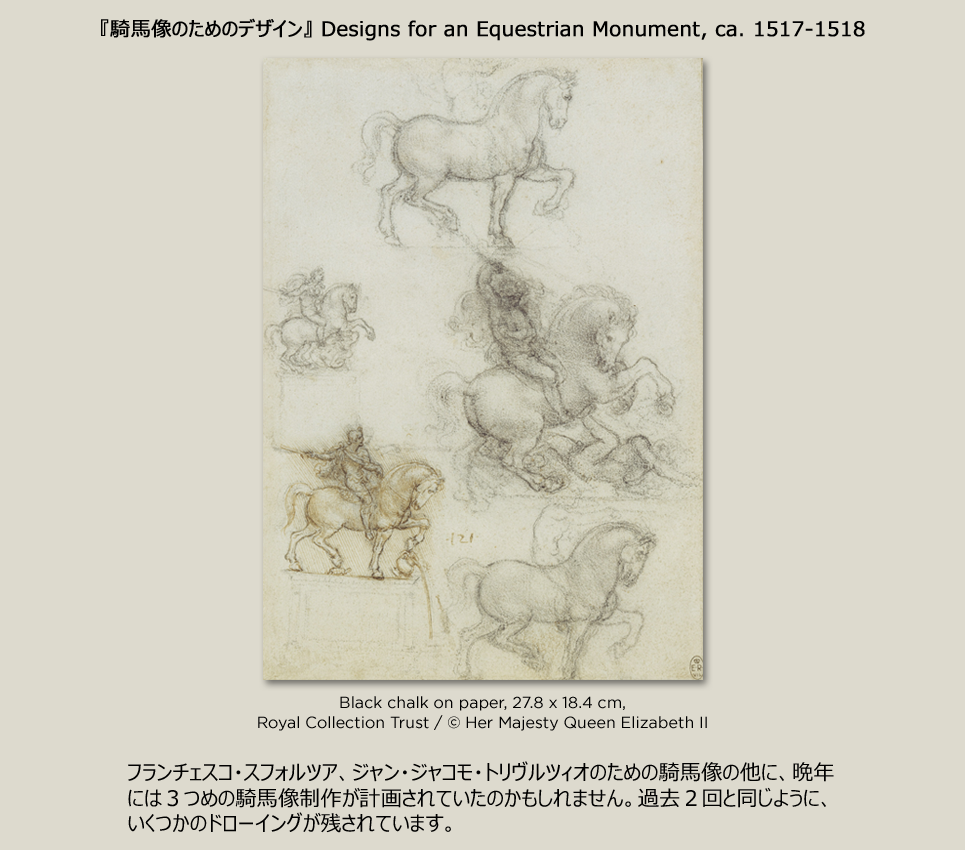 『騎馬像のためのデザイン』 Designs for an Equestrian Monument, ca. 1517-1518
121
Black chalk on paper, 27.8 x 18.4 cm,
Royal Collection Trust / © Her Majesty Queen Elizabeth II
フランチェスコ・スフォルツア、ジャン・ジャコモ・トリヴルツィオのための騎馬像の他に、晩年
には３つめの騎馬像制作が計画されていたのかもしれません。過去２回と同じように、
いくつかのドローイングが残されています。